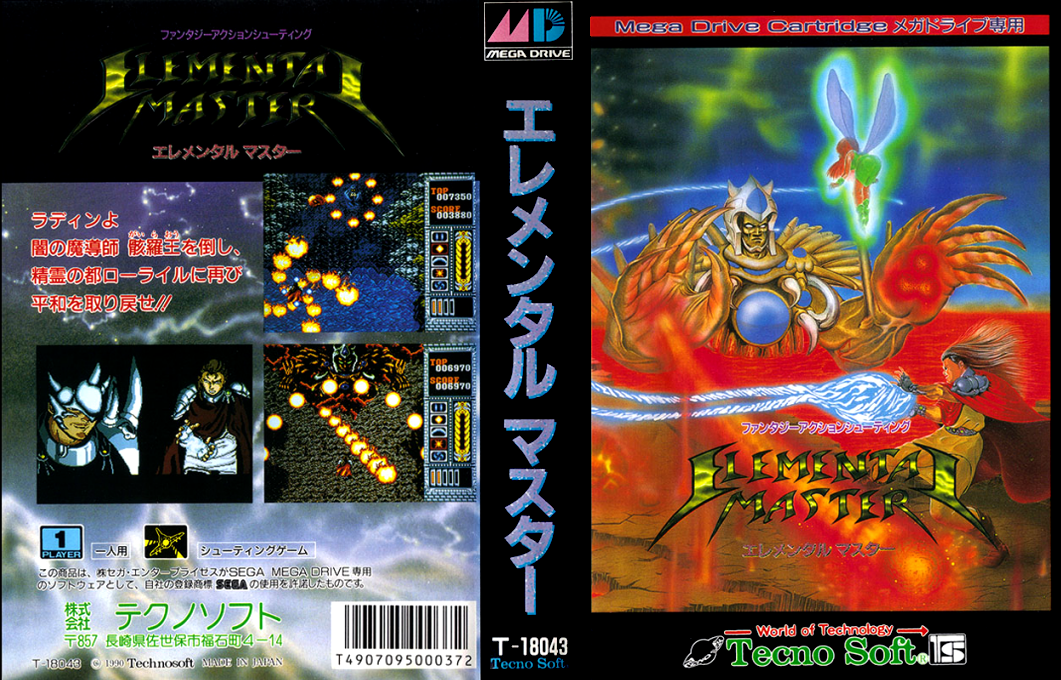 ファンタジーアクションシューティング
ELEMENTAL
MASTER
エレメンタル マスター
ラディンよ
闇の魔導師 骸羅王を倒し、
がいらおう
精霊の都ローライルに再び
平和を取り戻せ!!
TOP
007350
SCORE
003880
TOP
006970
SCORE
006970
1
PLAYER
一人用
シューティングゲーム
この商品は、㈱セガ・エンタープライゼスがSEGA MEGA DRIVE専用
のソフトウェアとして、自社の登録商標 SEGA の使用を許諾したものです。
株式会社 テクノソフト
〒857 長崎県佐世保市福石町4-14
T-18043 © 1990 Technosoft MADE IN JAPAN
T4907095000372
MD
MEGA DRIVE
エレメンタル マスター
T-18043
Tecno Soft
Mega Drive Cartridge メガドライブ専用
ファンタジーアクションシューティング
ELEMENTAL
MASTER
エレメンタル マスター
World of Technology
Tecno Soft® TS